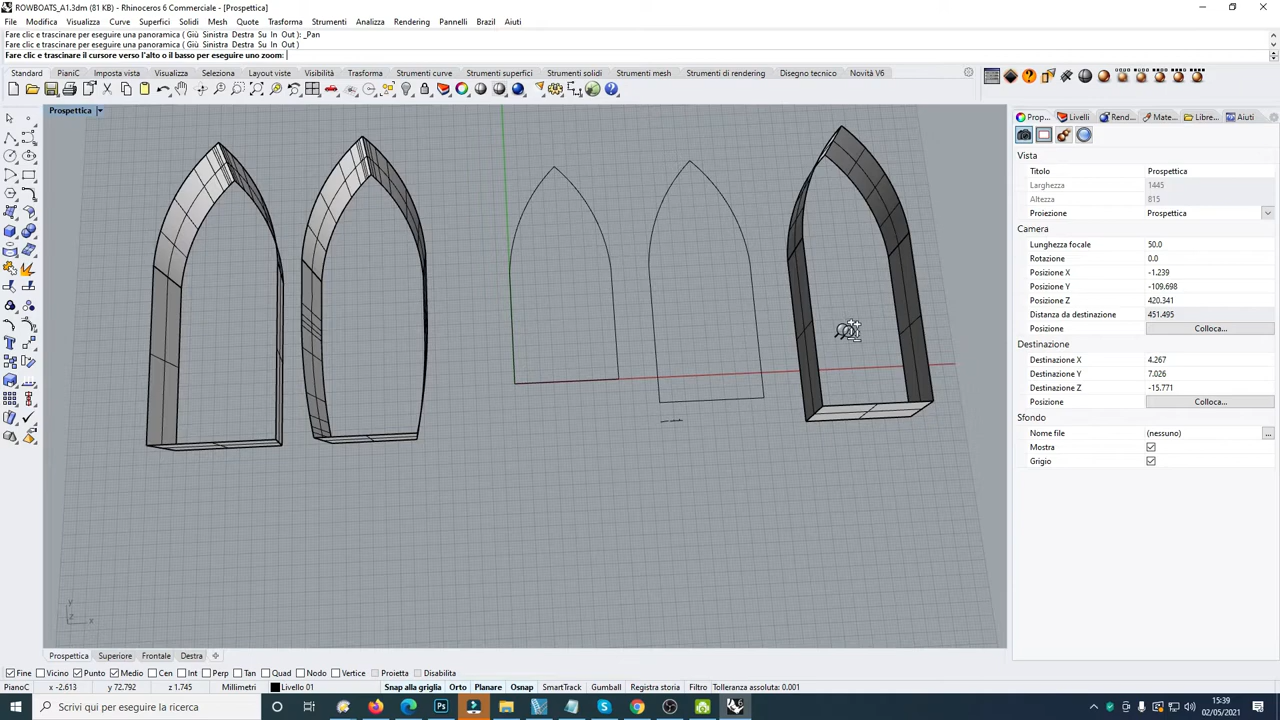 ROWBOATS_A1.3dm (81 KB) - Rhinoceros 6 Commerciale - [Prospettica]
File Modifica Visualizza Curve Superfici Solidi Mesh Quote Trasforma Strumenti Analizza Rendering Pannelli Brazil Aiuti
Fare clic e trascinare per eseguire una panoramica ( Giù Sinistra Destra Su In Out ): _Pan
Fare clic e trascinare per eseguire una panoramica ( Giù Sinistra Destra Su In Out )
Fare clic e trascinare il cursore verso l'alto o il basso per eseguire uno zoom:
Standard PianiC Imposta vista Visualizza Seleziona Layout viste Visibilità Trasforma Strumenti curve Strumenti superfici Strumenti solidi Strumenti mesh Strumenti di rendering Disegno tecnico Novità V6
Prospettica
Prop... Livelli Rend... Mate... Libre... Aiuti
Vista
Titolo Prospettica
Larghezza 1445
Altezza 815
Proiezione Prospettica
Camera
Lunghezza focale 50.0
Rotazione 0.0
Posizione X -1.239
Posizione Y -109.698
Posizione Z 420.341
Distanza da destinazione 451.495
Posizione Colloca...
Destinazione
Destinazione X 4.267
Destinazione Y 7.026
Destinazione Z -15.771
Posizione Colloca...
Sfondo
Nome file (nessuno) ...
Mostra
Grigio
y
z x
Prospettica Superiore Frontale Destra
Fine Vicino Punto Medio Cen Int Perp Tan Quad Nodo Vertice Proietta Disabilita
PianoC x -2.613 y 72.792 z 1.745 Millimetri Livello 01 Snap alla griglia Orto Planare Osnap SmartTrack Gumball Registra storia Filtro Tolleranza assoluta: 0.001
Scrivi qui per eseguire la ricerca
15:39
02/05/2021